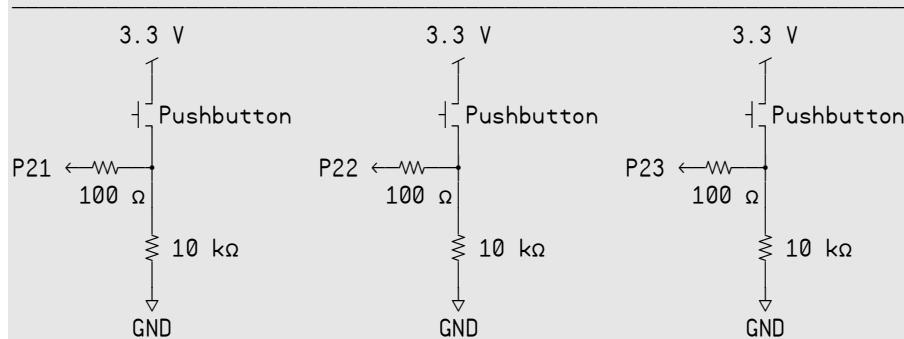 3.3 V 3.3 V 3.3 V
Pushbutton Pushbutton Pushbutton
P21 P22 P23
100 Ω 100 Ω 100 Ω
10 kΩ 10 kΩ 10 kΩ
GND GND GND